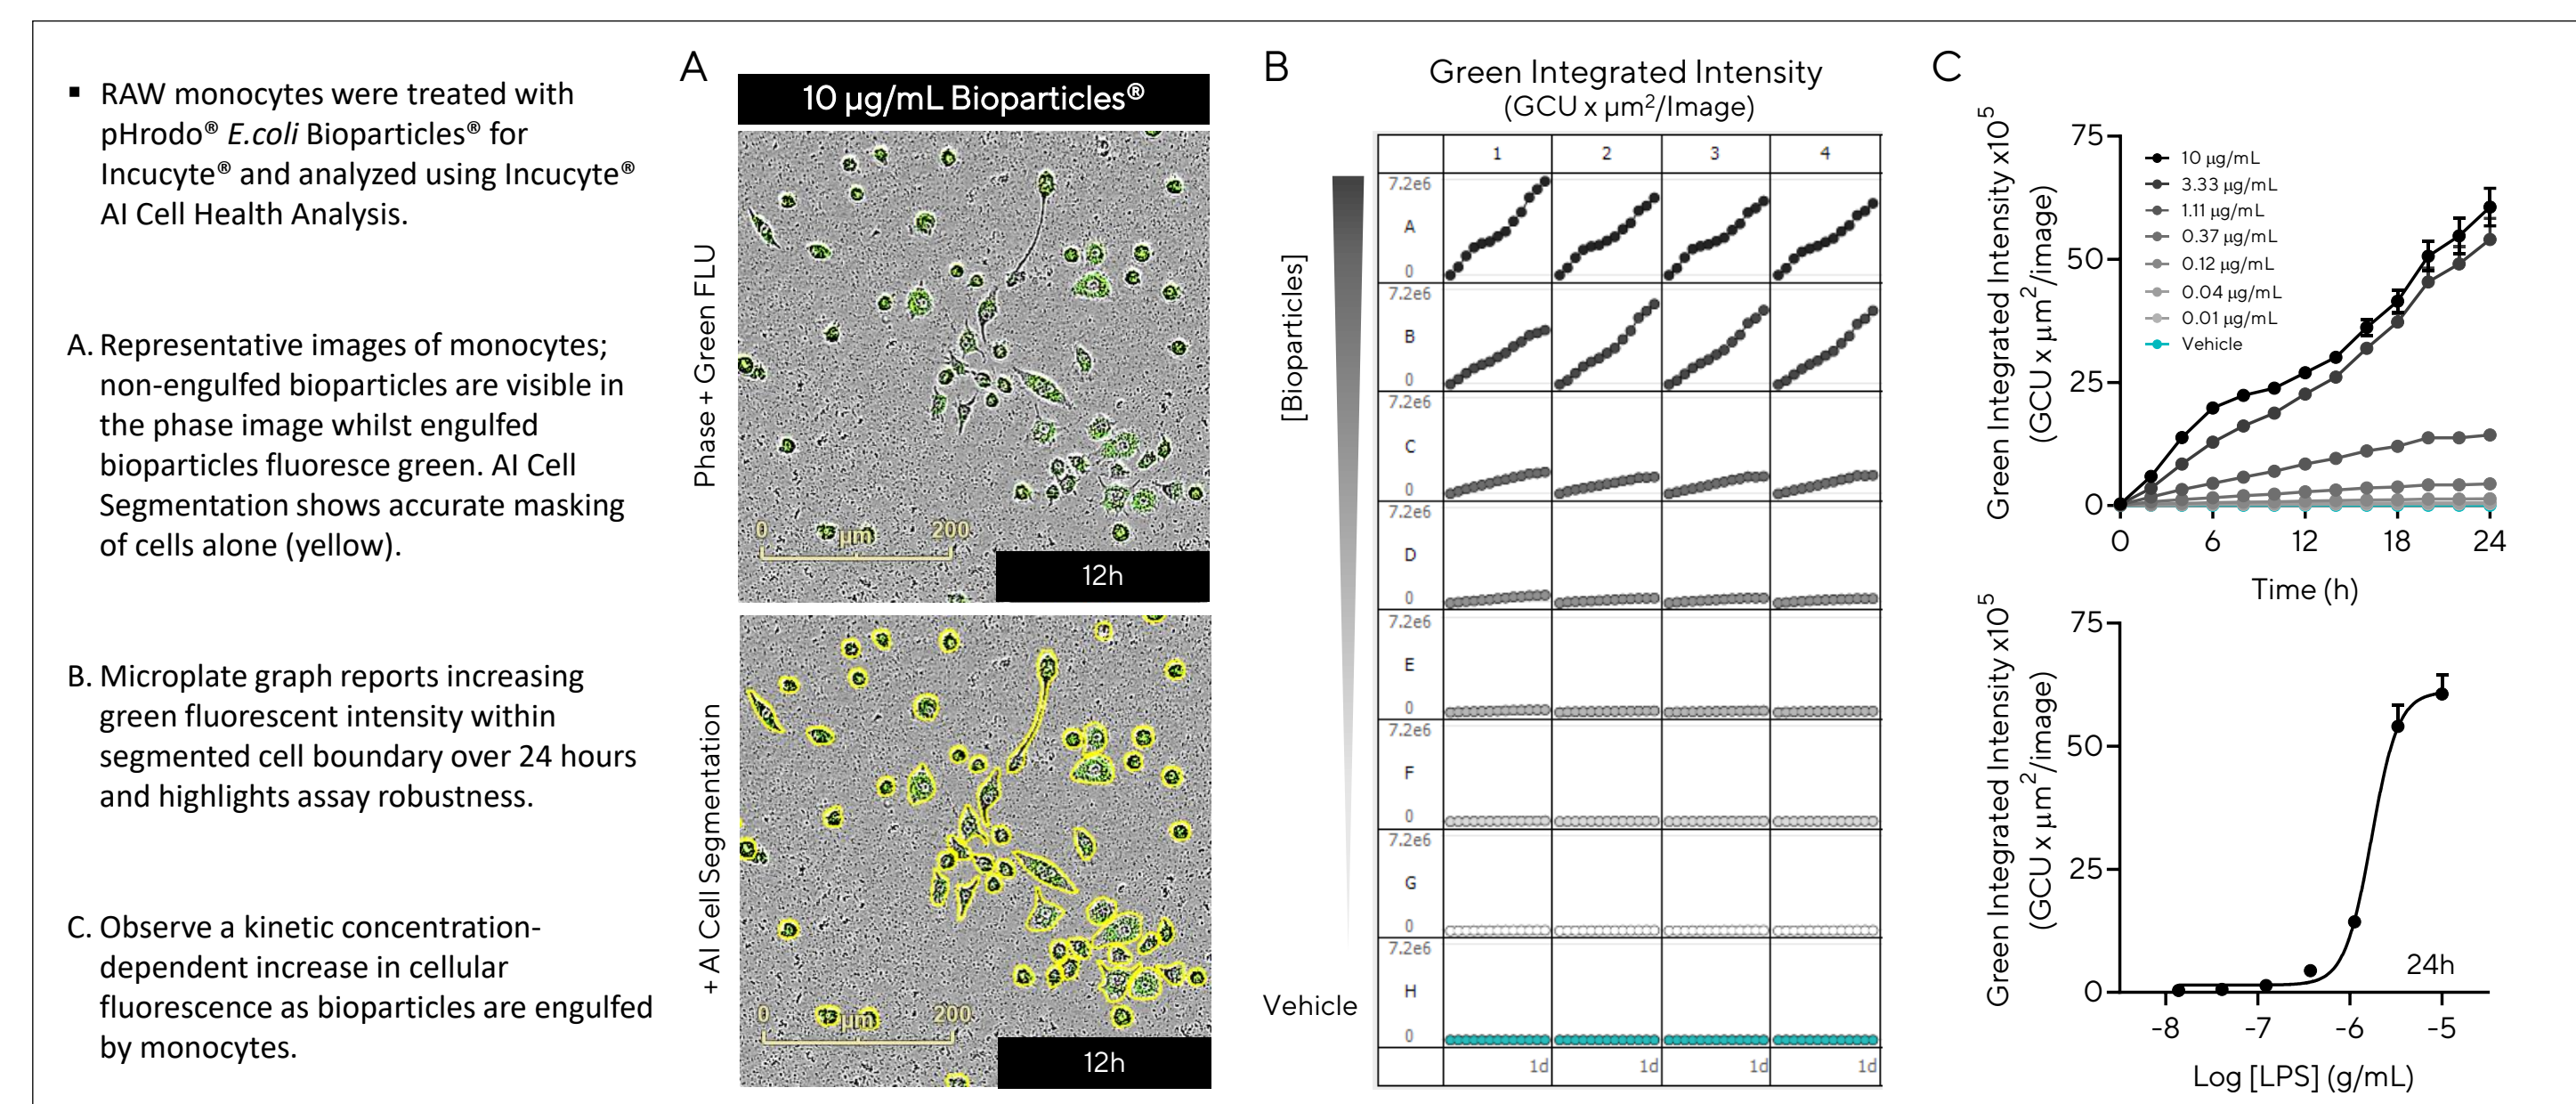 ▪ RAW monocytes were treated with
pHrodo® E.coli Bioparticles® for
Incucyte® and analyzed using Incucyte®
AI Cell Health Analysis.
A. Representative images of monocytes;
non-engulfed bioparticles are visible in
the phase image whilst engulfed
bioparticles fluoresce green. AI Cell
Segmentation shows accurate masking
of cells alone (yellow).
B. Microplate graph reports increasing
green fluorescent intensity within
segmented cell boundary over 24 hours
and highlights assay robustness.
C. Observe a kinetic concentration-
dependent increase in cellular
fluorescence as bioparticles are engulfed
by monocytes.
A
10 µg/mL Bioparticles®
Phase + Green FLU
0 µm 200
12h
+ AI Cell Segmentation
0 µm 200
12h
B
Green Integrated Intensity
(GCU x µm²/Image)
[Bioparticles]
Vehicle
1 2 3 4
7.2e6
A
0
7.2e6
B
0
7.2e6
C
0
7.2e6
D
0
7.2e6
E
0
7.2e6
F
0
7.2e6
G
0
7.2e6
H
0
1d 1d 1d 1d
C
Green Integrated Intensity x10⁵
(GCU x µm²/image)
75
50
25
0
10 µg/mL
3.33 µg/mL
1.11 µg/mL
0.37 µg/mL
0.12 µg/mL
0.04 µg/mL
0.01 µg/mL
Vehicle
0 6 12 18 24
Time (h)
Green Integrated Intensity x10⁵
(GCU x µm²/image)
75
50
25
0
24h
-8 -7 -6 -5
Log [LPS] (g/mL)